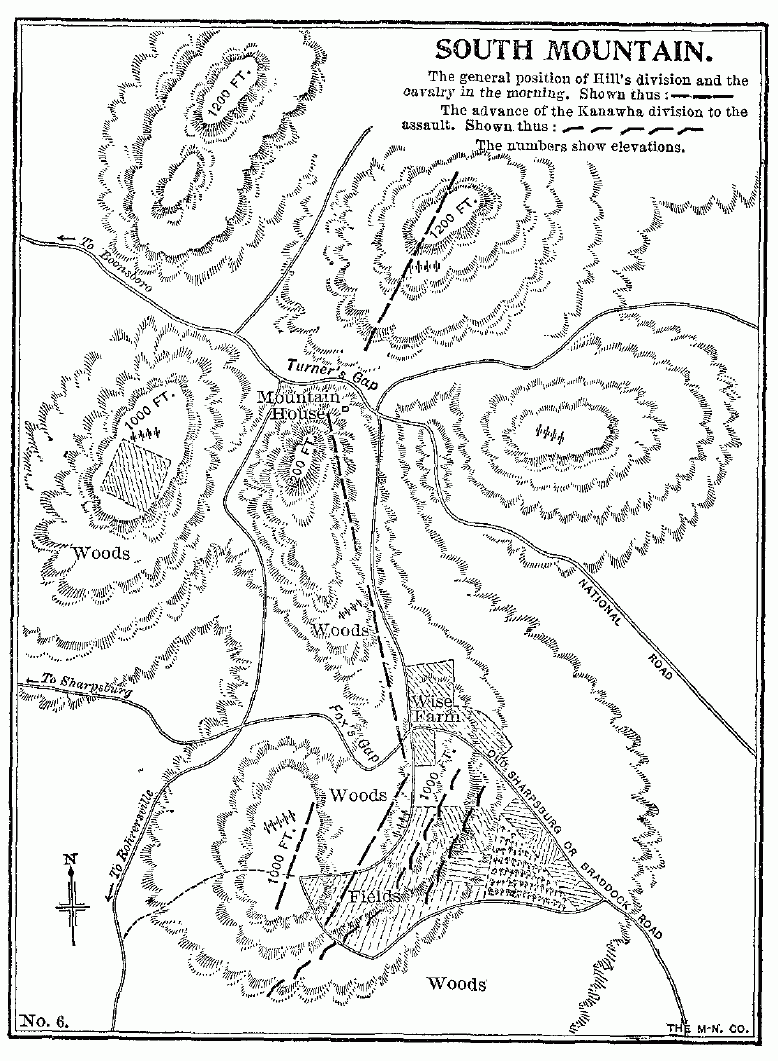 SOUTH MOUNTAIN.
The general position of Hill's division and the
cavalry in the morning. Shown thus:
The advance of the Kanawha division to the
assault. Shown thus:
The numbers show elevations.
1200 FT.
1200 FT.
To Boonsboro
Turner's Gap
Mountain
House
1000 FT.
1200 FT.
Woods
Woods
NATIONAL ROAD
To Sharpsburg
Wise
Farm
Fox's Gap
OLD SHARPSBURG OR BRADDOCK ROAD
1000 FT.
Woods
To Rohrersville
1000 FT.
N
Fields
Woods
No. 6.
THE M-N. CO.